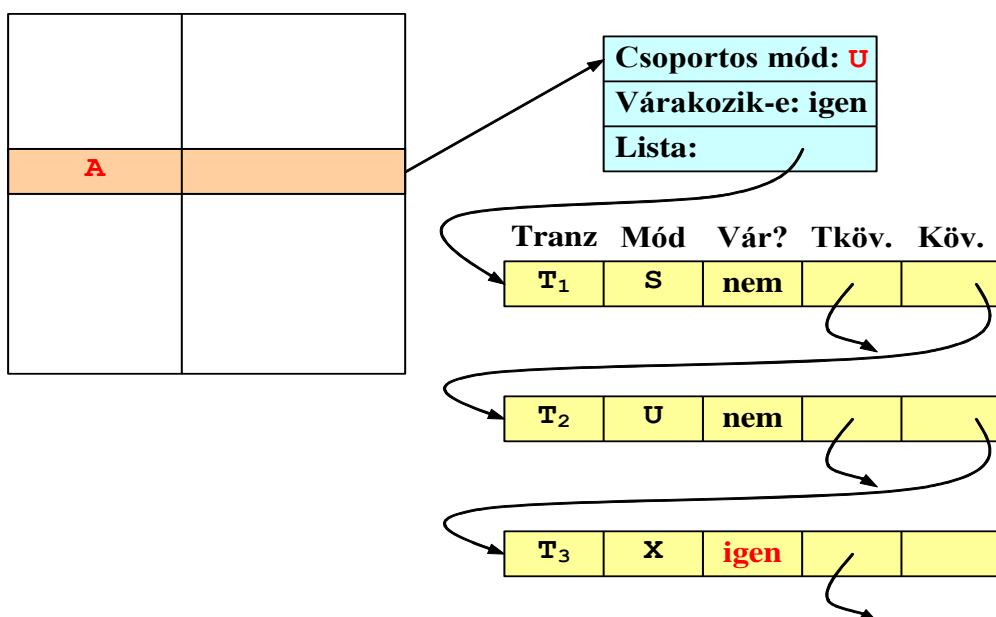 Csoportos mód: U
Várakozik-e: igen
A
Lista:
Tranz Mód Vár? Tköv. Köv.
T₁ S nem
T₂ U nem
T₃ X igen